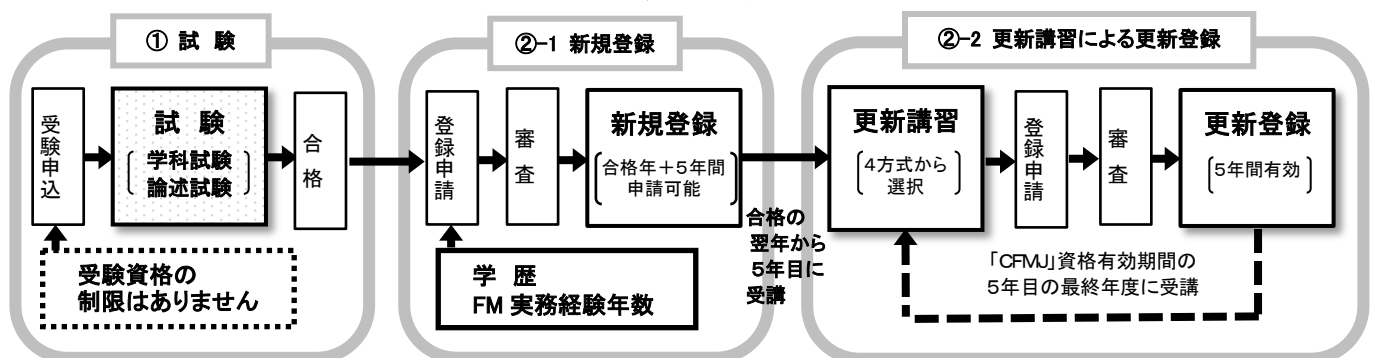 ① 試 験
受験申込
試 験
学科試験
論述試験
合格
受験資格の
制限はありません
②-1 新規登録
登録申請
審査
新規登録
合格年＋5年間
申請可能
学 歴
FM 実務経験年数
合格の
翌年から
5年目に
受講
②-2 更新講習による更新登録
更新講習
4方式から
選択
登録申請
審査
更新登録
5年間有効
「CFMJ」資格有効期間の
5年目の最終年度に受講